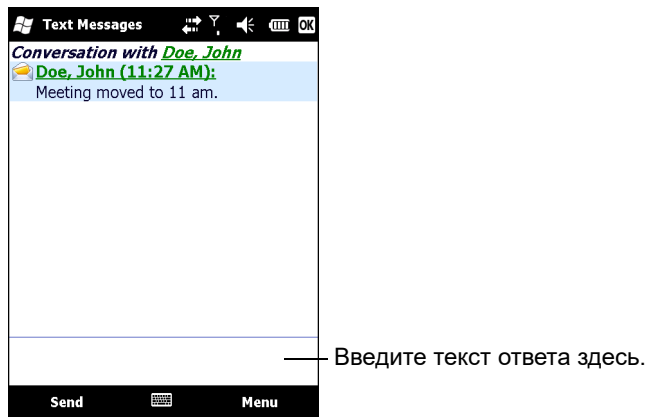 Text Messages OK
Conversation with Doe, John
Doe, John (11:27 AM):
Meeting moved to 11 am.
Введите текст ответа здесь.
Send Menu